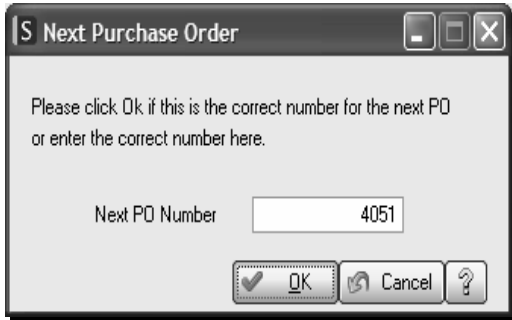 S Next Purchase Order
Please click Ok if this is the correct number for the next PO
or enter the correct number here.
Next PO Number 4051
OK Cancel ?